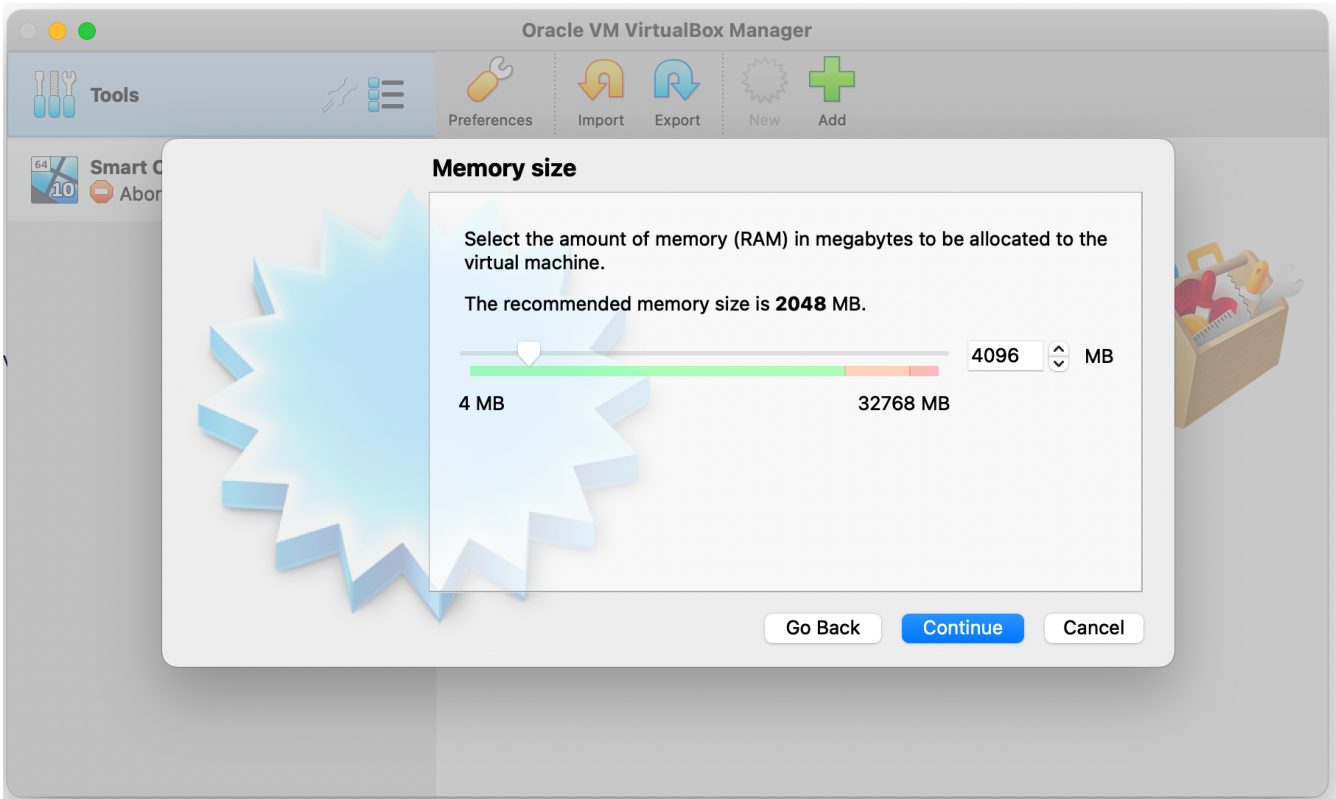 Oracle VM VirtualBox Manager
Tools
Preferences
Import
Export
New
Add
64
10
Smart C
Abor
Memory size
Select the amount of memory (RAM) in megabytes to be allocated to the
virtual machine.
The recommended memory size is 2048 MB.
4096 MB
4 MB 32768 MB
Go Back Continue Cancel